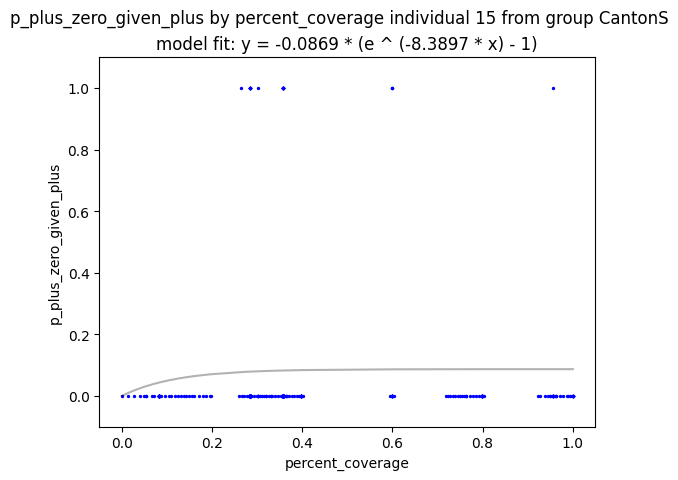 p_plus_zero_given_plus by percent_coverage individual 15 from group CantonS
model fit: y = -0.0869 * (e ^ (-8.3897 * x) - 1)
1.0
0.8
0.6
0.4
0.2
0.0
p_plus_zero_given_plus
0.0 0.2 0.4 0.6 0.8 1.0
percent_coverage